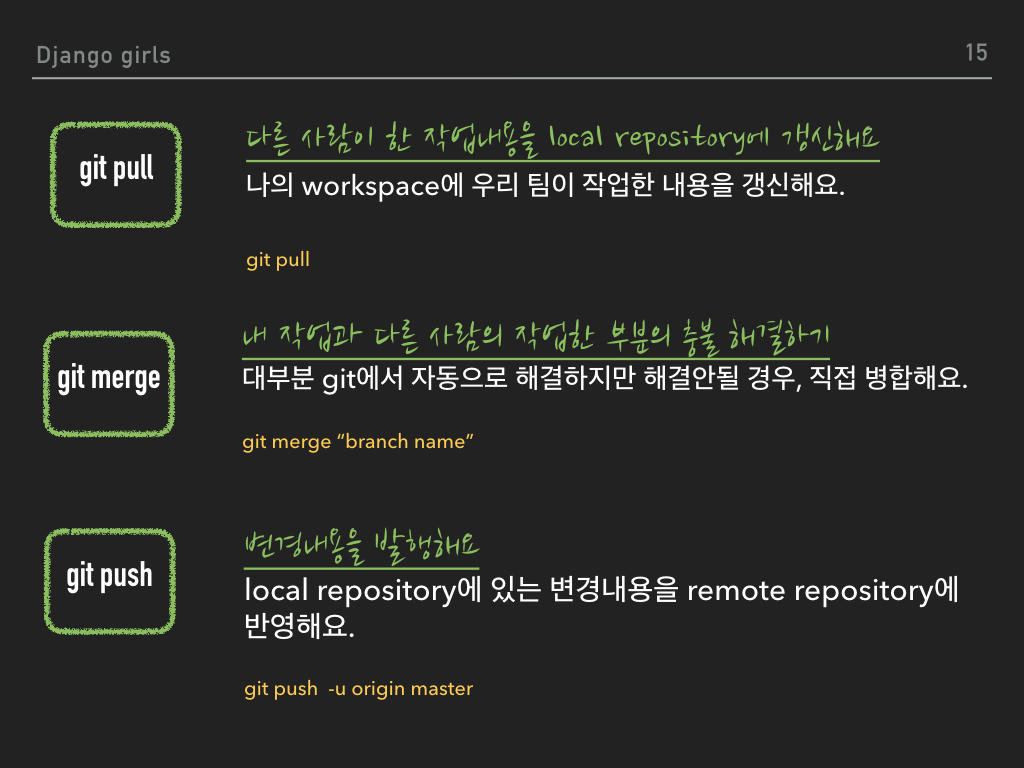 Django girls
15
git pull
다른 사람이 한 작업내용을 local repository에 갱신해요
나의 workspace에 우리 팀이 작업한 내용을 갱신해요.
git pull
git merge
내 작업과 다른 사람의 작업한 부분의 충불 해결하기
대부분 git에서 자동으로 해결하지만 해결안될 경우, 직접 병합해요.
git merge “branch name”
git push
변경내용을 발행해요
local repository에 있는 변경내용을 remote repository에
반영해요.
git push -u origin master